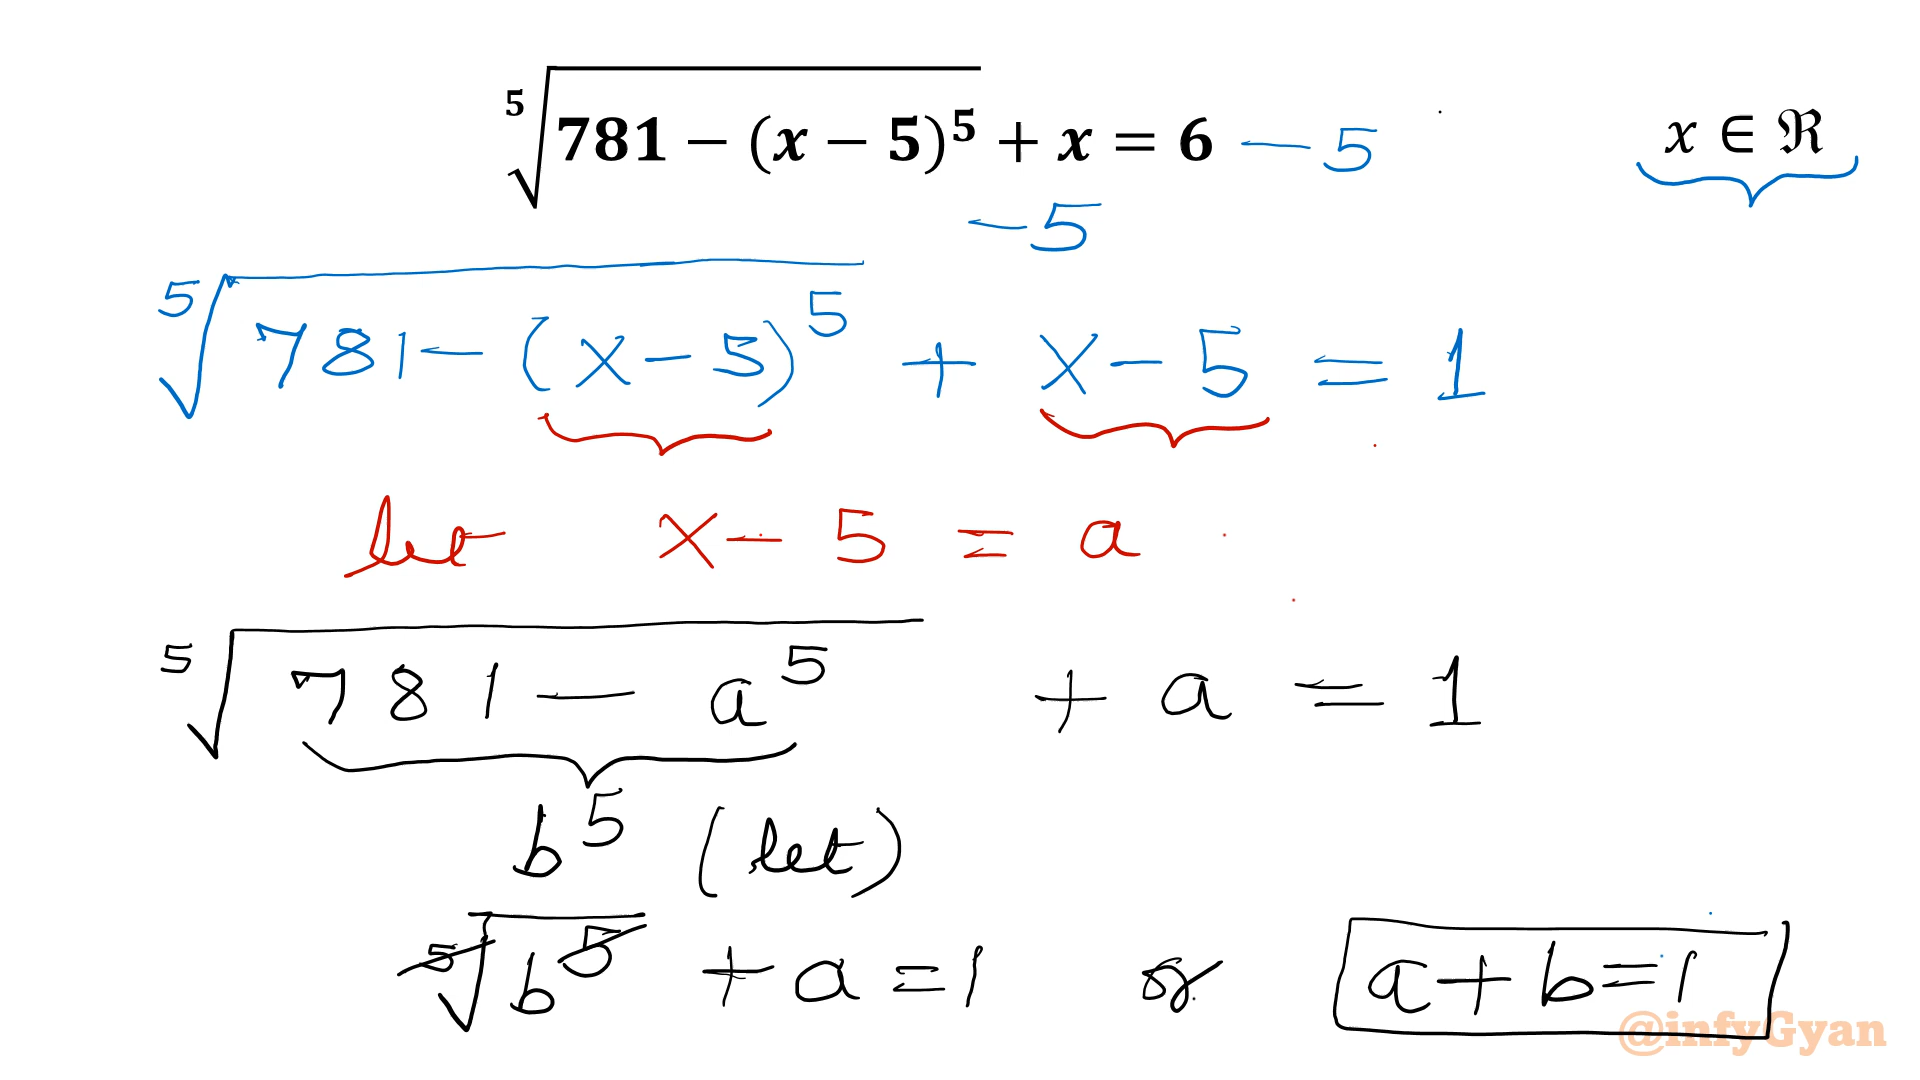 ⁵√(781 − (x − 5)⁵) + x = 6 − 5    x ∈ ℜ
− 5
⁵√(781 − (x − 5)⁵) + x − 5 = 1
let x − 5 = a
⁵√(781 − a⁵) + a = 1
b⁵ (let)
⁵√(b⁵) + a = 1 or a + b = 1
@infyGyan